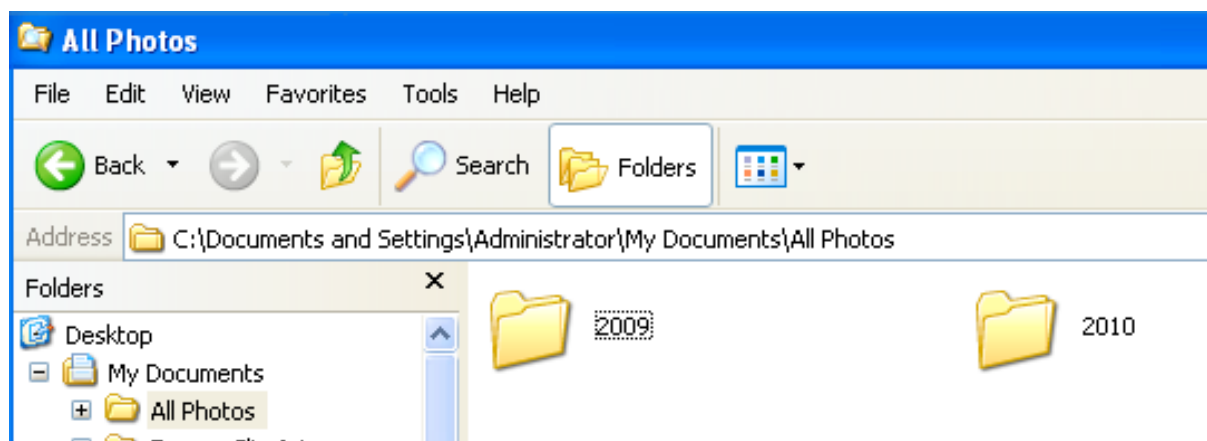 All Photos
File Edit View Favorites Tools Help
Back Search Folders
Address C:\Documents and Settings\Administrator\My Documents\All Photos
Folders
Desktop
My Documents
All Photos
2009 2010